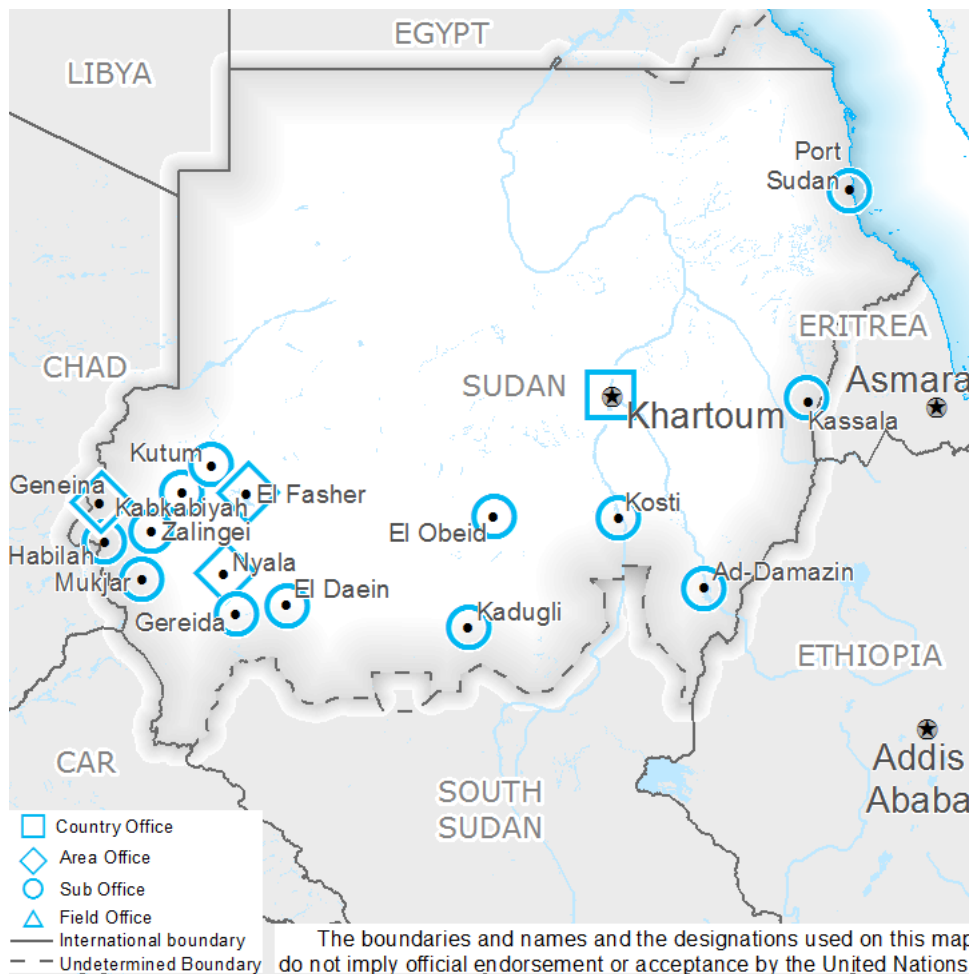 EGYPT
LIBYA
Port
Sudan
ERITREA
CHAD
SUDAN
Asmara
Khartoum
Kassala
Kutum
Geneina
El Fasher
Kabkabiyah
Kosti
El Obeid
Zalingei
Habilah
Nyala
Ad-Damazin
Mukjar
El Daein
Gereida
Kadugli
ETHIOPIA
CAR
Addis
Ababa
SOUTH
SUDAN
Country Office
Area Office
Sub Office
Field Office
International boundary
Undetermined Boundary
The boundaries and names and the designations used on this map
do not imply official endorsement or acceptance by the United Nations